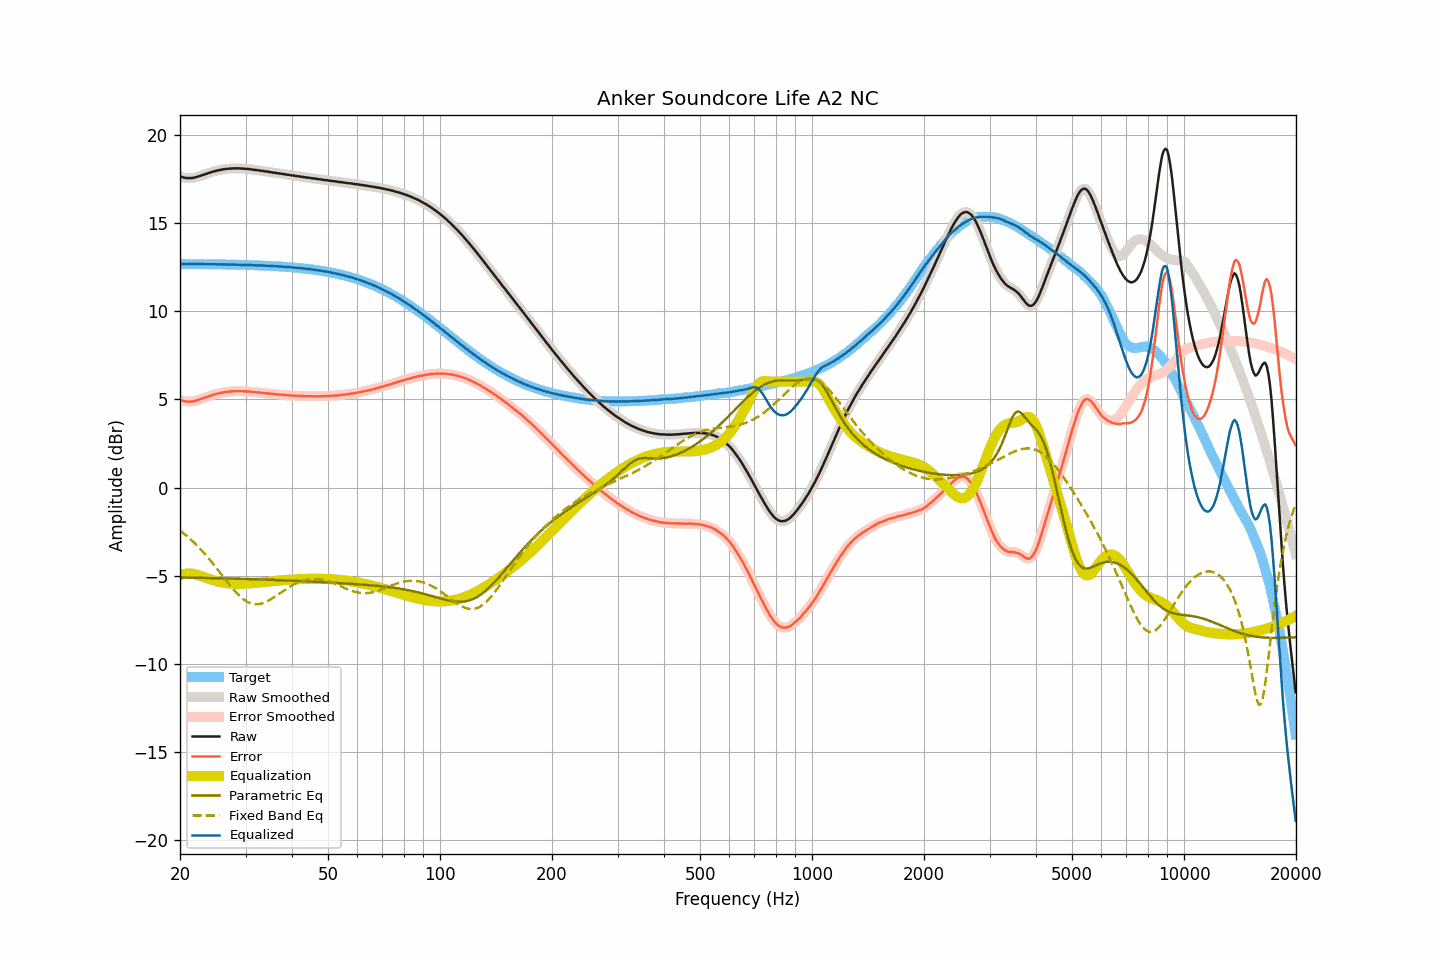 Anker Soundcore Life A2 NC
20
15
10
5
0
−5
−10
−15
−20
Amplitude (dBr)
Target
Raw Smoothed
Error Smoothed
Raw
Error
Equalization
Parametric Eq
Fixed Band Eq
Equalized
20 50 100 200 500 1000 2000 5000 10000 20000
Frequency (Hz)